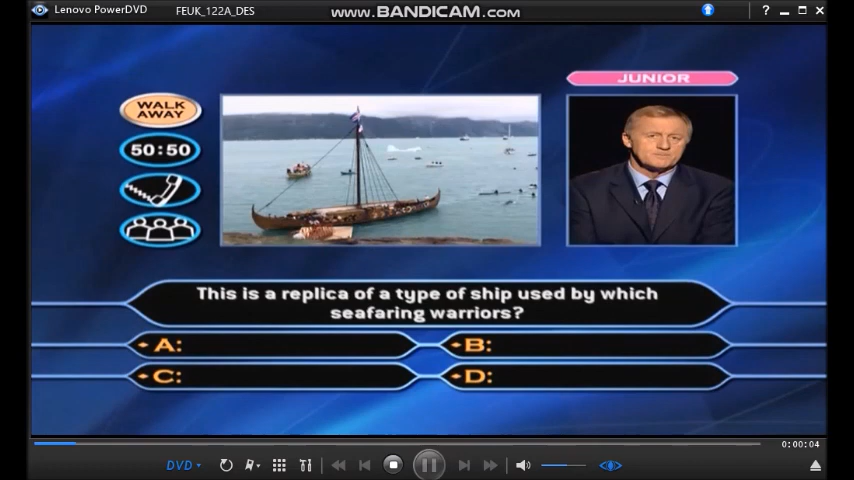 Lenovo PowerDVD
FEUK_122A_DES
www.BANDICAM.com
?
JUNIOR
WALK
AWAY
50:50
This is a replica of a type of ship used by which
seafaring warriors?
A:
B:
C:
D:
0:00:04
DVD